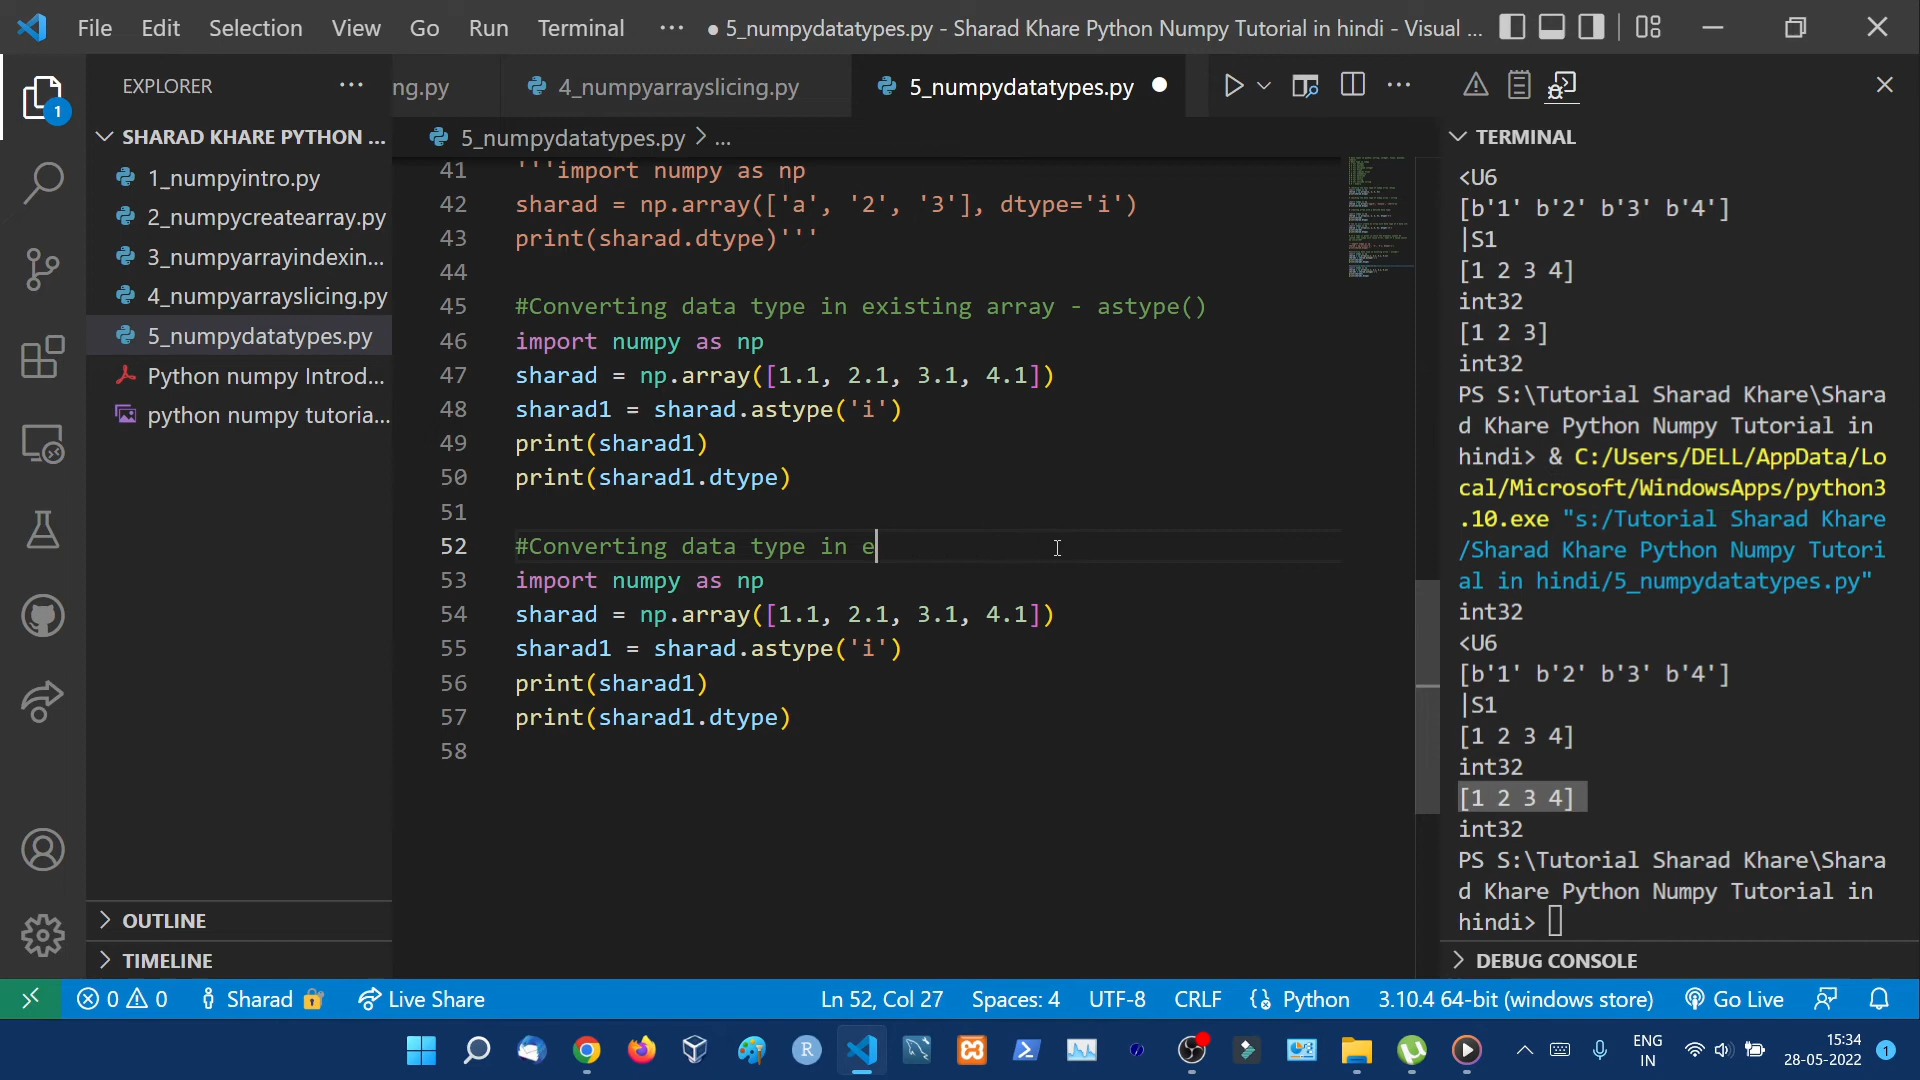 File Edit Selection View Go Run Terminal ··· ● 5_numpydatatypes.py - Sharad Khare Python Numpy Tutorial in hindi - Visual ...
EXPLORER ···
1
SHARAD KHARE PYTHON ...
1_numpyintro.py
2_numpycreatearray.py
3_numpyarrayindexin...
4_numpyarrayslicing.py
5_numpydatatypes.py
Python numpy Introd...
python numpy tutoria...
OUTLINE
TIMELINE
ng.py 4_numpyarrayslicing.py 5_numpydatatypes.py ●
5_numpydatatypes.py > ...
41 '''import numpy as np
42 sharad = np.array(['a', '2', '3'], dtype='i')
43 print(sharad.dtype)'''
44
45 #Converting data type in existing array - astype()
46 import numpy as np
47 sharad = np.array([1.1, 2.1, 3.1, 4.1])
48 sharad1 = sharad.astype('i')
49 print(sharad1)
50 print(sharad1.dtype)
51
52 #Converting data type in e
53 import numpy as np
54 sharad = np.array([1.1, 2.1, 3.1, 4.1])
55 sharad1 = sharad.astype('i')
56 print(sharad1)
57 print(sharad1.dtype)
58
TERMINAL
<U6
[b'1' b'2' b'3' b'4']
|S1
[1 2 3 4]
int32
[1 2 3]
int32
PS S:\Tutorial Sharad Khare\Shara
d Khare Python Numpy Tutorial in
hindi> & C:/Users/DELL/AppData/Lo
cal/Microsoft/WindowsApps/python3
.10.exe "s:/Tutorial Sharad Khare
/Sharad Khare Python Numpy Tutori
al in hindi/5_numpydatatypes.py"
int32
<U6
[b'1' b'2' b'3' b'4']
|S1
[1 2 3 4]
int32
[1 2 3 4]
int32
PS S:\Tutorial Sharad Khare\Shara
d Khare Python Numpy Tutorial in
hindi>
DEBUG CONSOLE
0 0 Sharad Live Share Ln 52, Col 27 Spaces: 4 UTF-8 CRLF Python 3.10.4 64-bit (windows store) Go Live
R
ENG
IN
15:34
28-05-2022
1